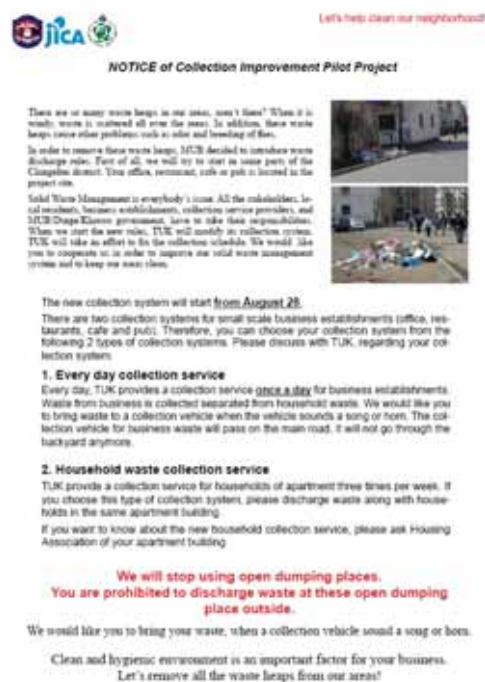 Let's help clean our neighborhood!
JICA
NOTICE of Collection Improvement Pilot Project
There are so many waste heaps in our areas, aren't there? When it is
windy, waste is scattered all over the areas. In addition, these waste
heaps cause other problems such as odor and breeding of flies.
In order to remove these waste heaps, MUB decided to introduce waste
discharge rules. First of all, we will try to start in some parts of the
Chingeltei district. Your office, restaurant, cafe or pub is located in the
project site.
Solid Waste Management is everybody's issue. All the stakeholders, lo-
cal residents, business establishments, collection service providers, and
MUB/Duureg/Khoroo government, have to take their responsibilities.
When we start the new rules, TUK will modify its collection system.
TUK will take an effort to fix the collection schedule. We would like
you to cooperate us in order to improve our solid waste management
system and to keep our areas clean.
The new collection system will start from August 28.
There are two collection systems for small scale business establishments (office, res-
taurants, cafe and pub). Therefore, you can choose your collection system from the
following 2 types of collection systems. Please discuss with TUK, regarding your col-
lection system.
1. Every day collection service
Every day, TUK provides a collection service once a day for business establishments.
Waste from business is collected separated from household waste. We would like you
to bring waste to a collection vehicle when the vehicle sounds a song or horn. The col-
lection vehicle for business waste will pass on the main road. It will not go through the
backyard anymore.
2. Household waste collection service
TUK provide a collection service for households of apartment three times per week. If
you choose this type of collection system, please discharge waste along with house-
holds in the same apartment building.
If you want to know about the new household collection service, please ask Housing
Association of your apartment building.
We will stop using open dumping places.
You are prohibited to discharge waste at these open dumping
place outside.
We would like you to bring your waste, when a collection vehicle sound a song or horn.
Clean and hygienic environment is an important factor for your business.
Let's remove all the waste heaps from our areas!